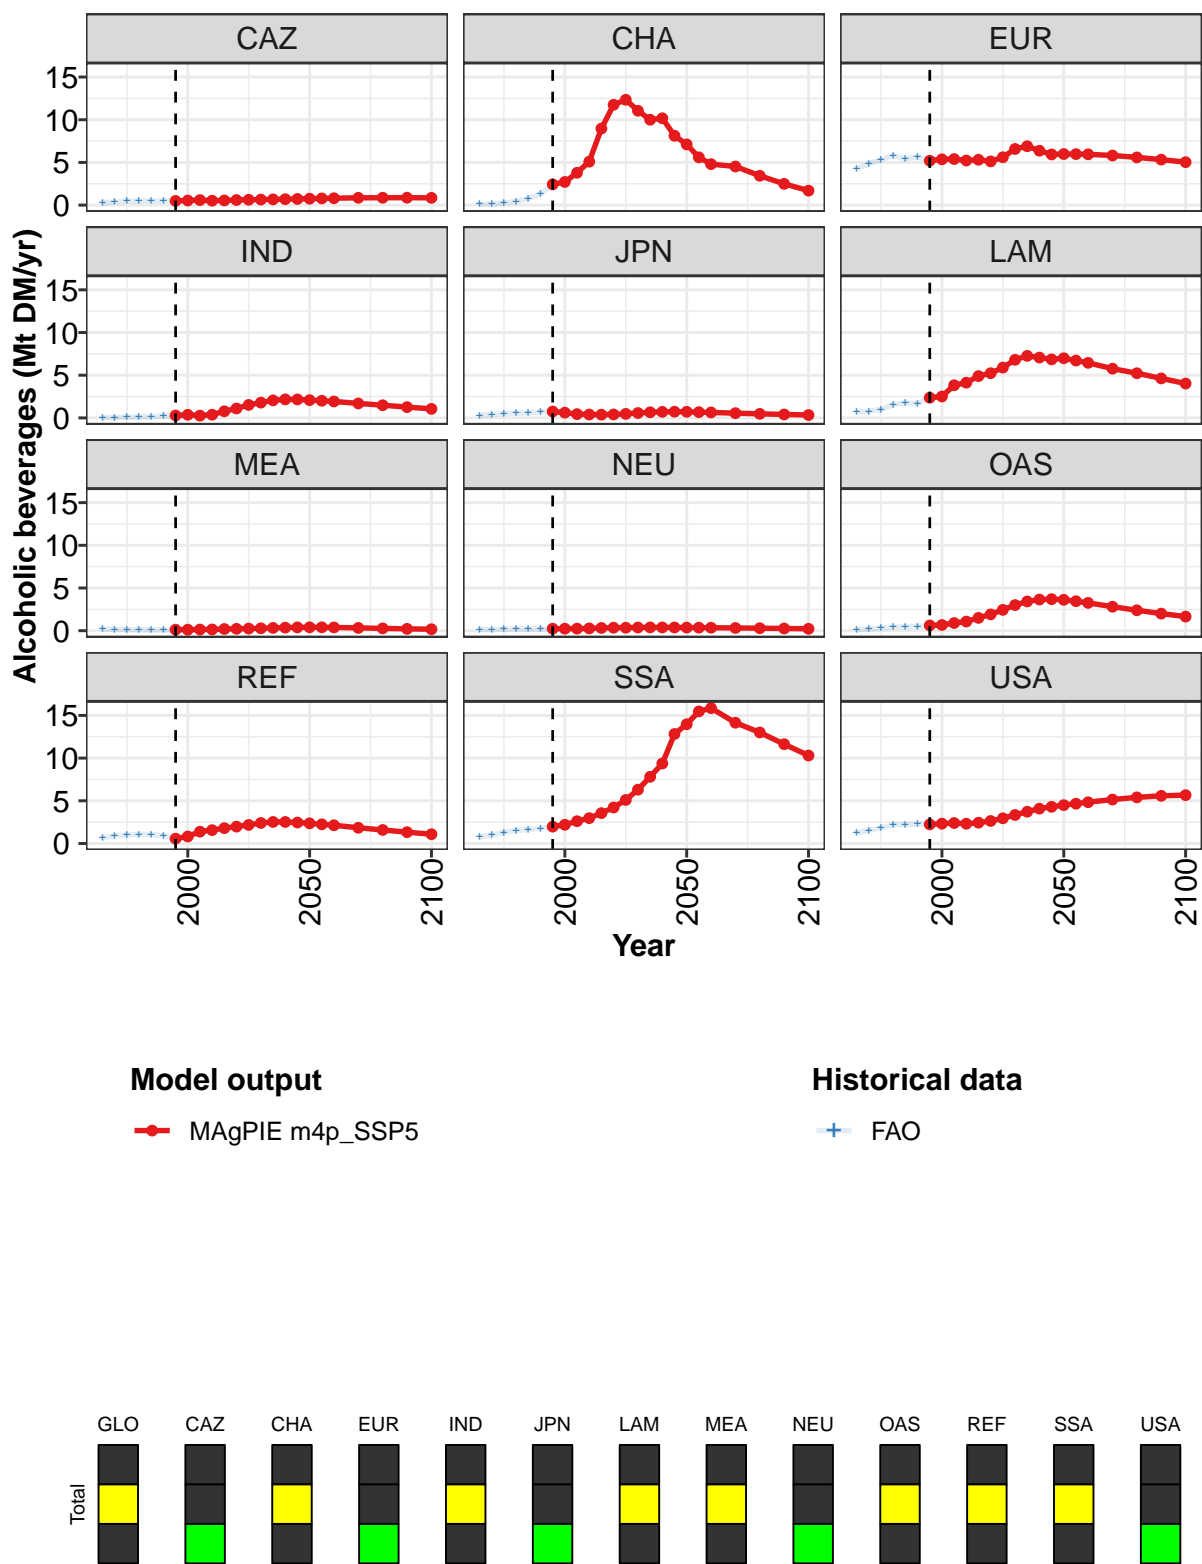 CAZ CHA EUR
15
10
5
0
IND JPN LAM
15
10
5
0
MEA NEU OAS
15
10
5
0
REF SSA USA
15
10
5
0
2000 2050 2100 2000 2050 2100 2000 2050 2100
Alcoholic beverages (Mt DM/yr)
Year
Model output Historical data
MAgPIE m4p_SSP5 FAO
GLO CAZ CHA EUR IND JPN LAM MEA NEU OAS REF SSA USA
Total